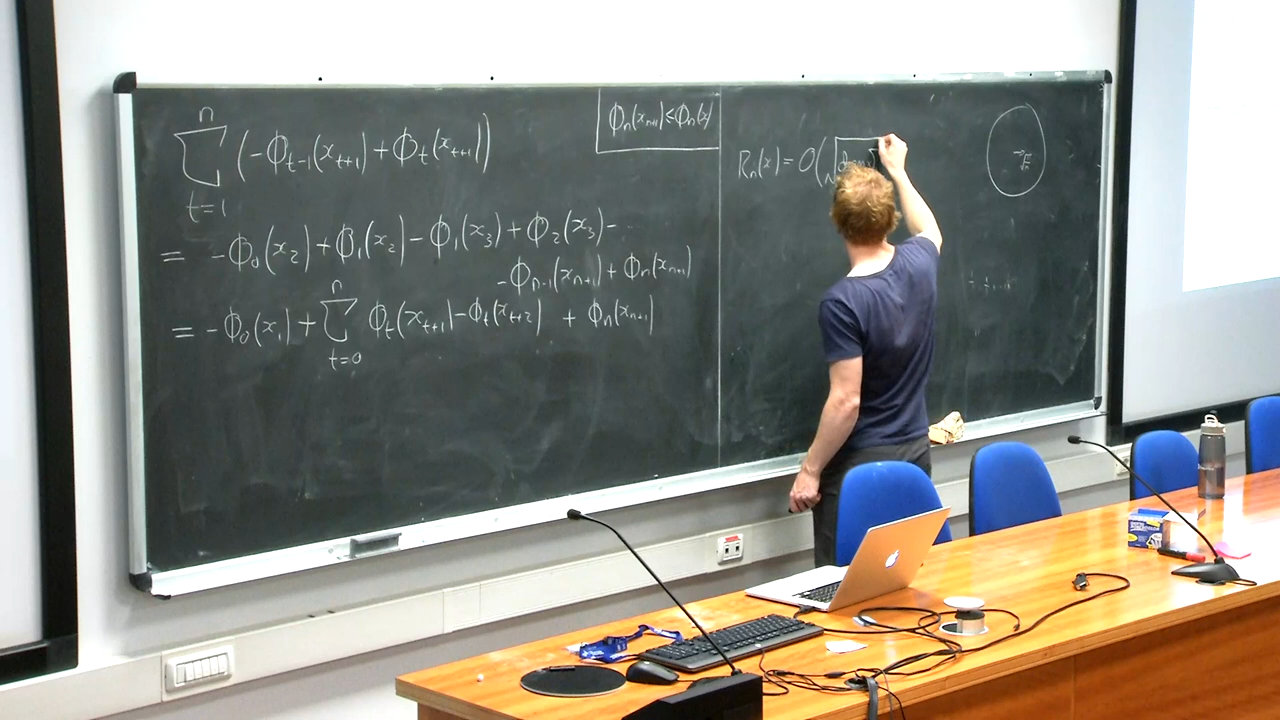 n
∑ (-Φ_{t-1}(x_{t+1}) + Φ_t(x_{t+1}))
t=1
= -Φ_0(x_2) + Φ_1(x_2) - Φ_1(x_3) + Φ_2(x_3) -
-Φ_{n-1}(x_{n+1}) + Φ_n(x_{n+1})
n
= -Φ_0(x_1) + ∑ Φ_t(x_{t+1}) - Φ_t(x_{t+2}) + Φ_n(x_{n+1})
t=0
Φ_n(x_{n+1}) ≤ Φ_n(x)
R_n(x) = O(√